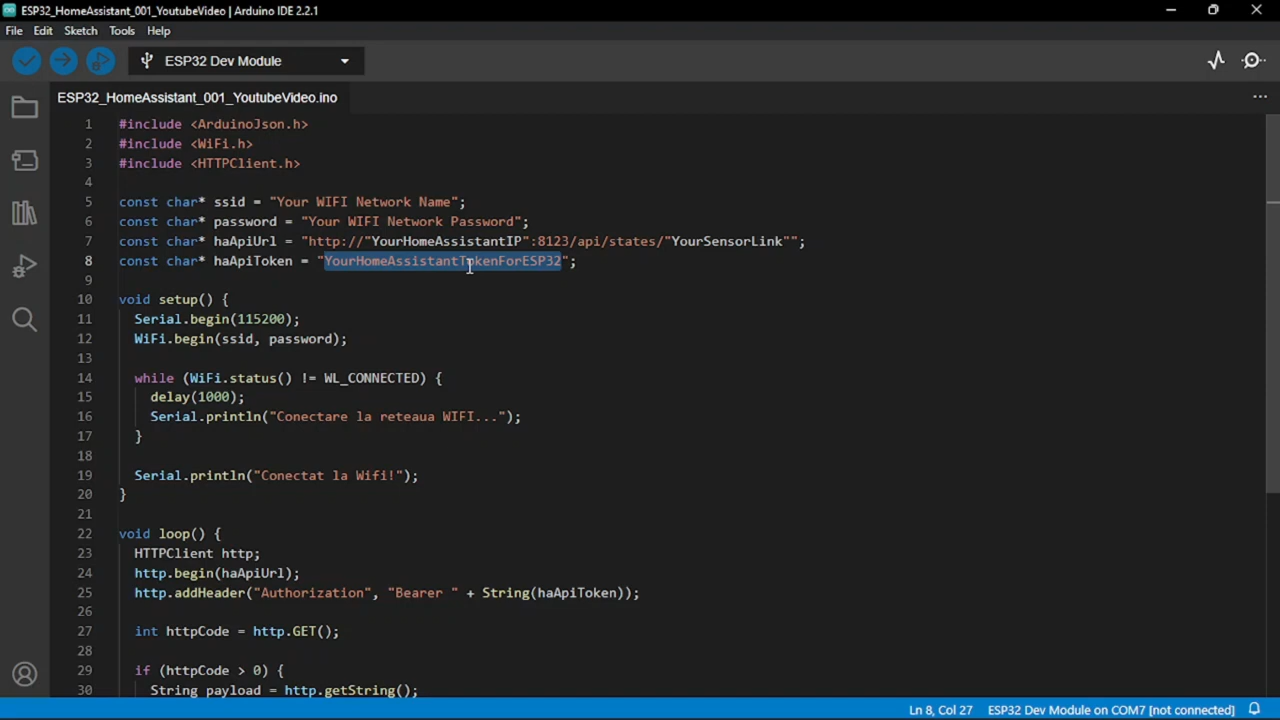 ESP32_HomeAssistant_001_YoutubeVideo | Arduino IDE 2.2.1
File Edit Sketch Tools Help
ESP32 Dev Module
ESP32_HomeAssistant_001_YoutubeVideo.ino
1 #include <ArduinoJson.h>
2 #include <WiFi.h>
3 #include <HTTPClient.h>
4
5 const char* ssid = "Your WIFI Network Name";
6 const char* password = "Your WIFI Network Password";
7 const char* haApiUrl = "http://"YourHomeAssistantIP":8123/api/states/"YourSensorLink"";
8 const char* haApiToken = "YourHomeAssistantTokenForESP32";
9
10 void setup() {
11 Serial.begin(115200);
12 WiFi.begin(ssid, password);
13
14 while (WiFi.status() != WL_CONNECTED) {
15 delay(1000);
16 Serial.println("Conectare la reteaua WIFI...");
17 }
18
19 Serial.println("Conectat la Wifi!");
20 }
21
22 void loop() {
23 HTTPClient http;
24 http.begin(haApiUrl);
25 http.addHeader("Authorization", "Bearer " + String(haApiToken));
26
27 int httpCode = http.GET();
28
29 if (httpCode > 0) {
30 String payload = http.getString();
Ln 8, Col 27 ESP32 Dev Module on COM7 [not connected]